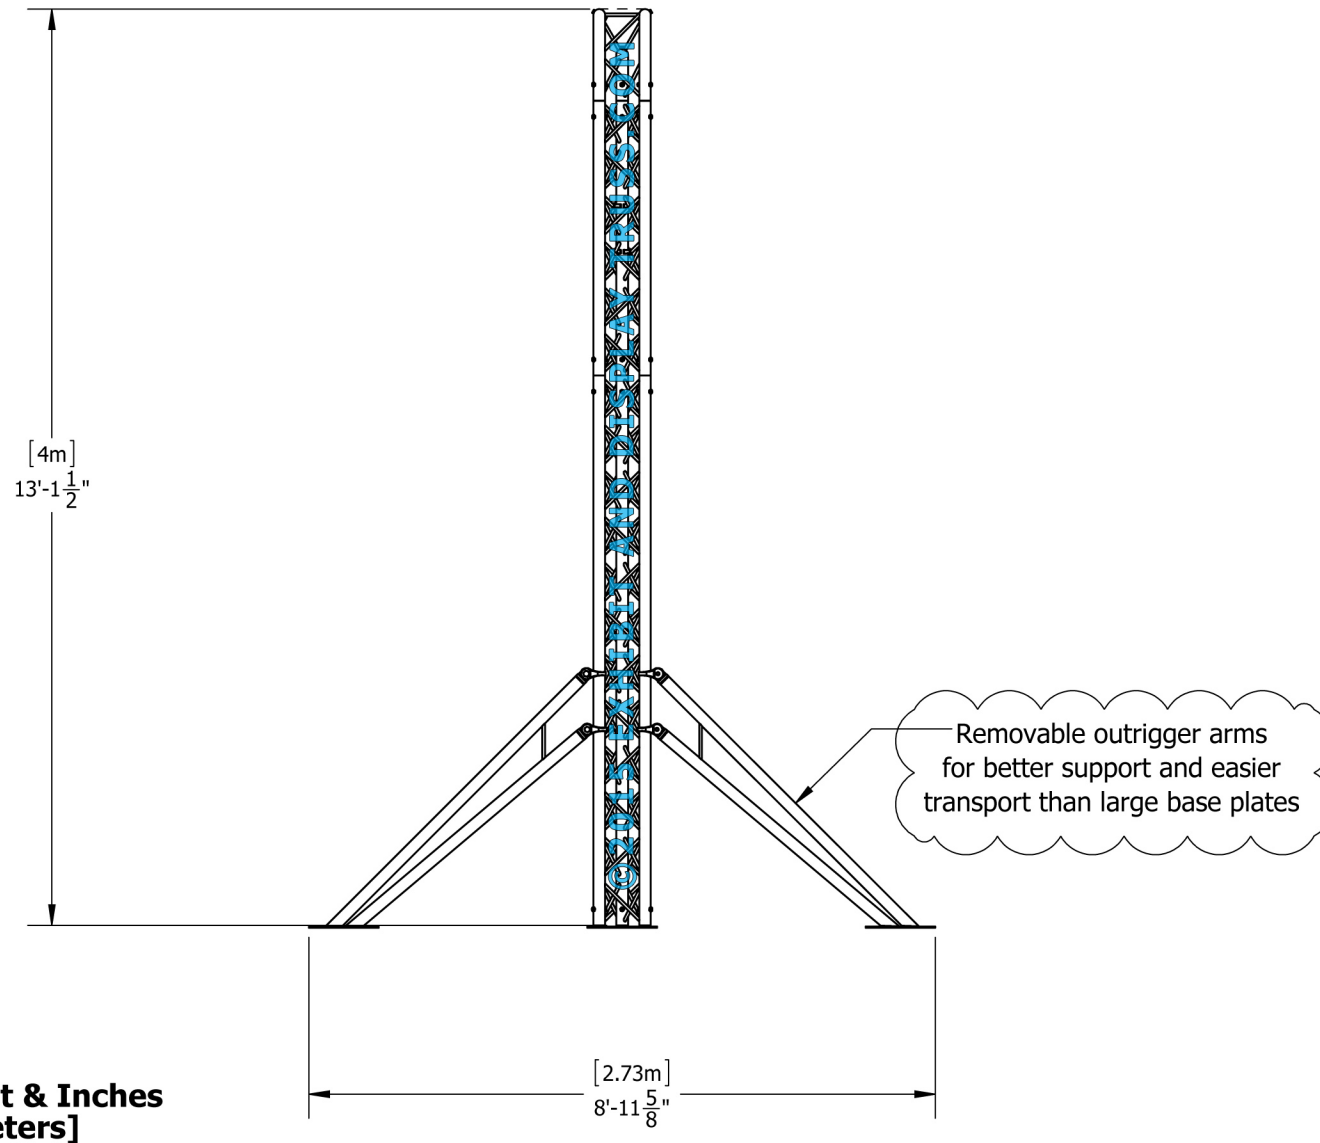 ©2015 EXHIBIT AND DISPLAY TRUSS.COM
[4m]
13'-1 1/2"
Removable outrigger arms
for better support and easier
transport than large base plates
[2.73m]
8'-11 5/8"
t & Inches
eters]